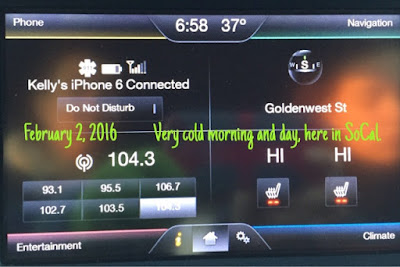 Phone 6:58 37° Navigation
W S E
Kelly's iPhone 6 Connected
Do Not Disturb
Goldenwest St
February 2, 2016 Very cold morning and day, here in SoCal.
104.3
HI HI
93.1 95.5 106.7
102.7 103.5 104.3
Entertainment Climate